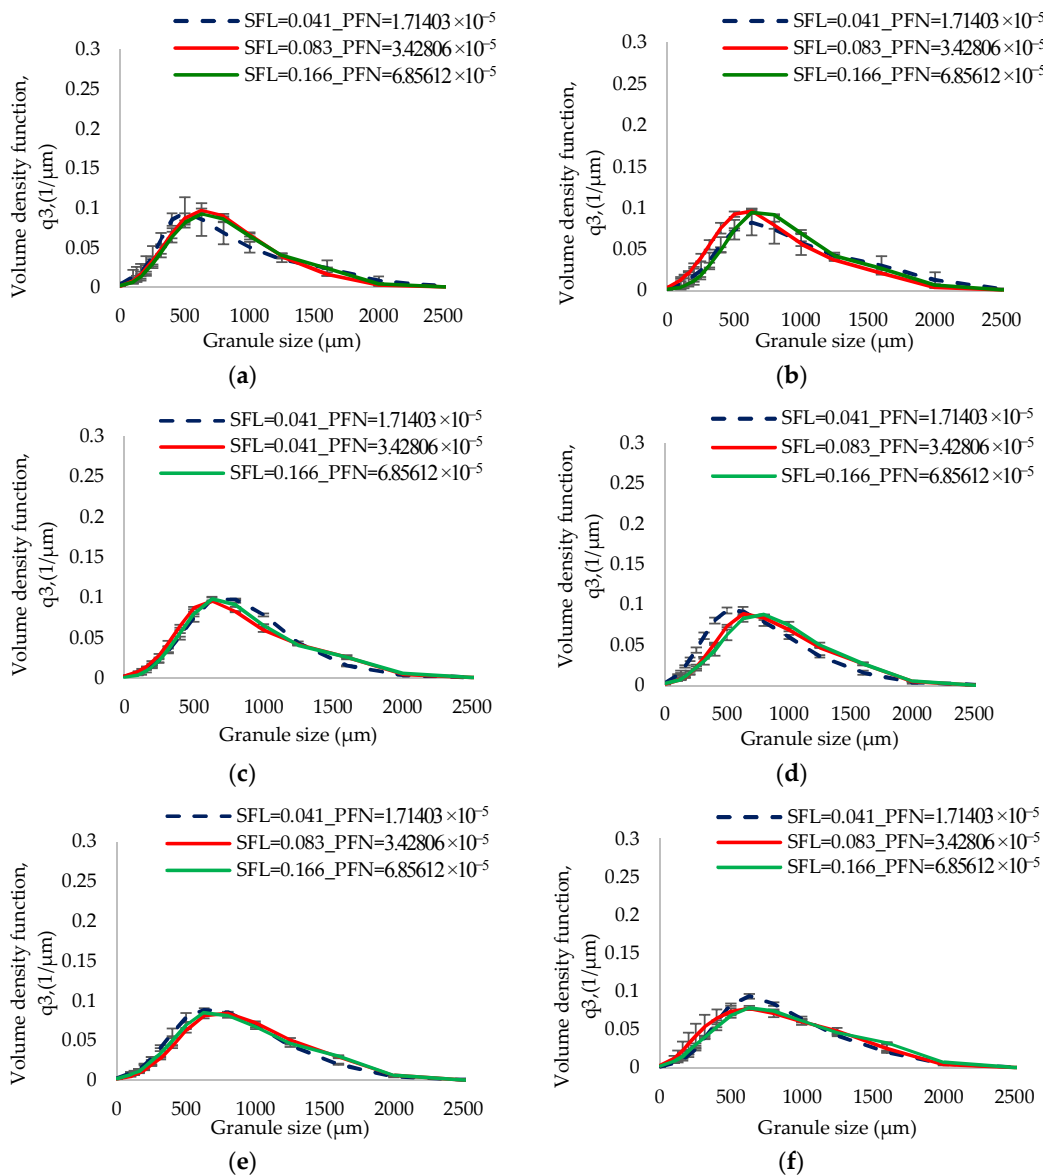 SFL=0.041_PFN=1.71403×10⁻⁵
SFL=0.083_PFN=3.42806×10⁻⁵
SFL=0.166_PFN=6.85612×10⁻⁵
Volume density function,
q3,(1/µm)
0.3
0.25
0.2
0.15
0.1
0.05
0
0 500 1000 1500 2000 2500
Granule size (µm)
(a)
SFL=0.041_PFN=1.71403×10⁻⁵
SFL=0.083_PFN=3.42806×10⁻⁵
SFL=0.166_PFN=6.85612×10⁻⁵
Volume density function,
q3,(1/µm)
0.3
0.25
0.2
0.15
0.1
0.05
0
0 500 1000 1500 2000 2500
Granule size (µm)
(b)
SFL=0.041_PFN=1.71403×10⁻⁵
SFL=0.041_PFN=3.42806×10⁻⁵
SFL=0.166_PFN=6.85612×10⁻⁵
Volume density function,
q3,(1/µm)
0.3
0.25
0.2
0.15
0.1
0.05
0
0 500 1000 1500 2000 2500
Granule size (µm)
(c)
SFL=0.041_PFN=1.71403×10⁻⁵
SFL=0.083_PFN=3.42806×10⁻⁵
SFL=0.166_PFN=6.85612×10⁻⁵
Volume density function,
q3,(1/µm)
0.3
0.25
0.2
0.15
0.1
0.05
0
0 500 1000 1500 2000 2500
Granule size (µm)
(d)
SFL=0.041_PFN=1.71403×10⁻⁵
SFL=0.083_PFN=3.42806×10⁻⁵
SFL=0.166_PFN=6.85612×10⁻⁵
Volume density function,
q3,(1/µm)
0.3
0.25
0.2
0.15
0.1
0.05
0
0 500 1000 1500 2000 2500
Granule size (µm)
(e)
SFL=0.041_PFN=1.71403×10⁻⁵
SFL=0.083_PFN=3.42806×10⁻⁵
SFL=0.166_PFN=6.85612×10⁻⁵
Volume density function,
q3,(1/µm)
0.3
0.25
0.2
0.15
0.1
0.05
0
0 500 1000 1500 2000 2500
Granule size (µm)
(f)